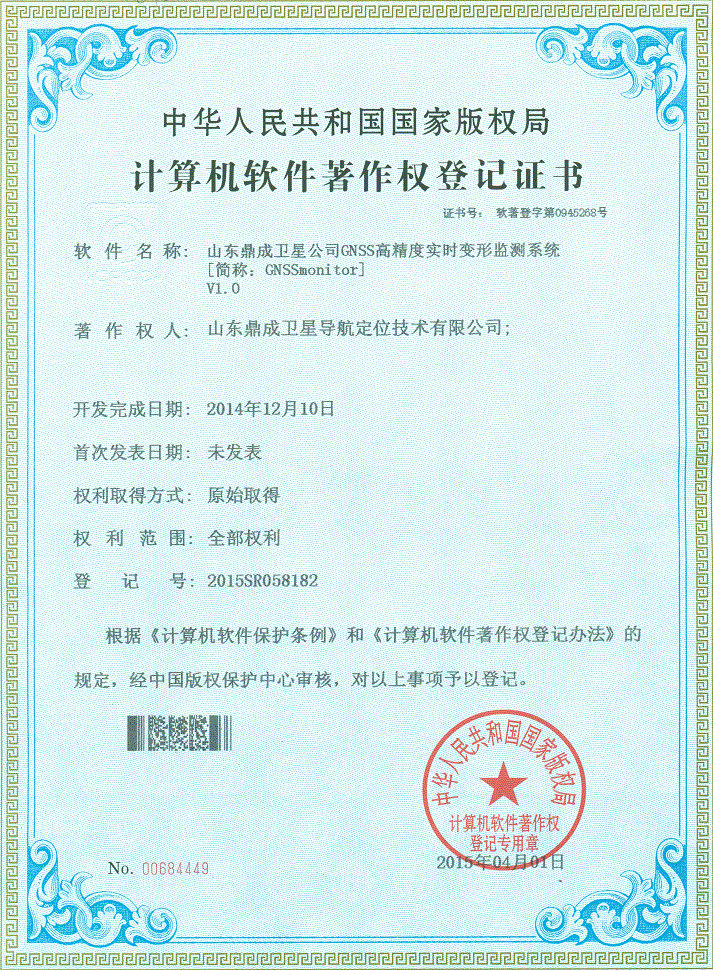 中华人民共和国国家版权局
计算机软件著作权登记证书
证书号： 软著登字第0945268号
软件名称： 山东鼎成卫星公司GNSS高精度实时变形监测系统
[简称：GNSSmonitor]
V1.0
著作权人： 山东鼎成卫星导航定位技术有限公司;
开发完成日期： 2014年12月10日
首次发表日期： 未发表
权利取得方式： 原始取得
权利范围： 全部权利
登记号： 2015SR058182
根据《计算机软件保护条例》和《计算机软件著作权登记办法》的
规定，经中国版权保护中心审核，对以上事项予以登记。
中华人民共和国国家版权局
计算机软件著作权
登记专用章
2015年04月01日
No. 00684449